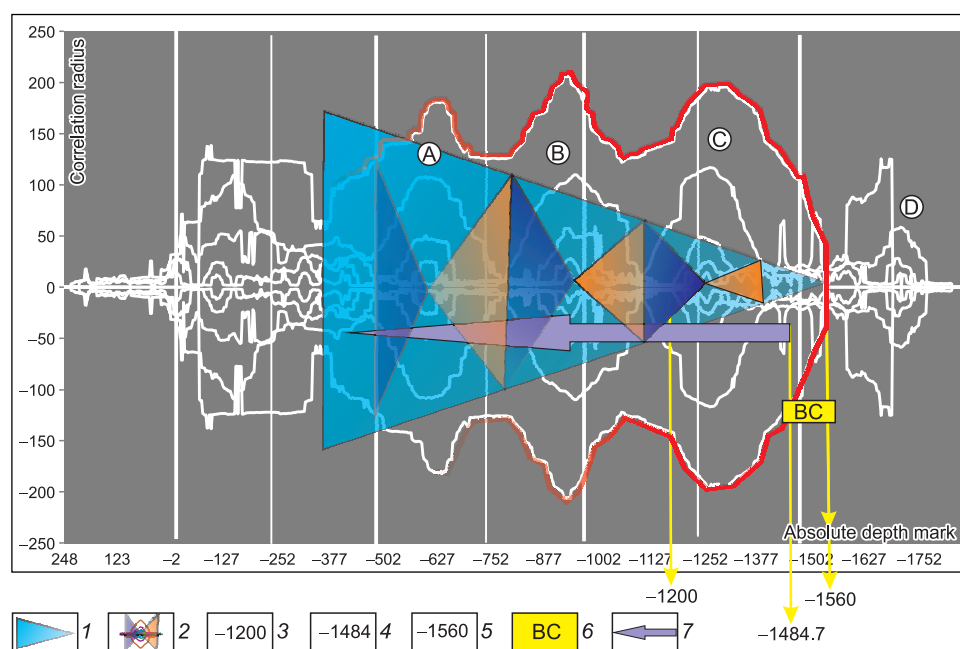 250
200
150
100
50
0
−50
−100
−150
−200
−250
Correlation radius
A
B
C
D
BC
Absolute depth mark
248 123 −2 −127 −252 −377 −502 −627 −752 −877 −1002 −1127 −1252 −1377 −1502 −1627 −1752
−1200
−1560
−1484.7
1 2 −1200 3 −1484 4 −1560 5 BC 6 7